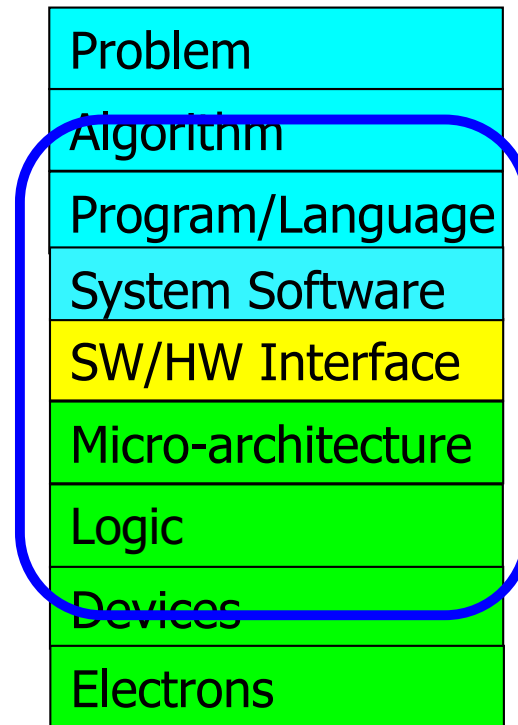 Problem
Algorithm
Program/Language
System Software
SW/HW Interface
Micro-architecture
Logic
Devices
Electrons